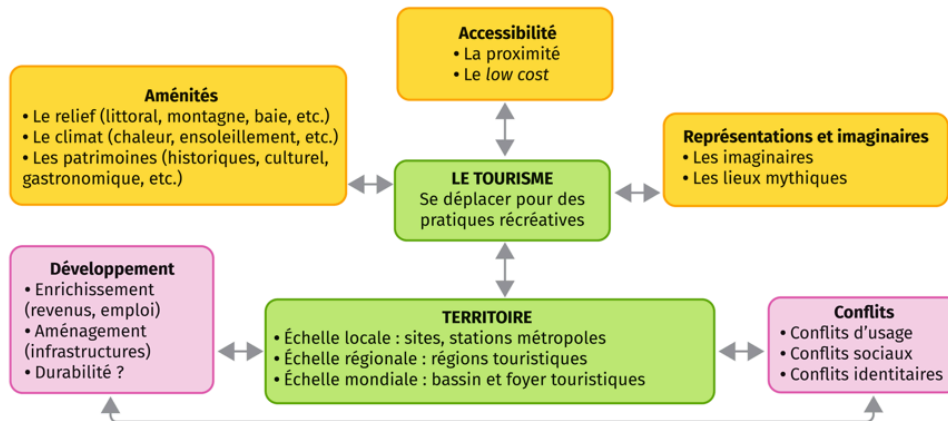 Accessibilité
• La proximité
• Le low cost
Aménités
• Le relief (littoral, montagne, baie, etc.)
• Le climat (chaleur, ensoleillement, etc.)
• Les patrimoines (historiques, culturel,
gastronomique, etc.)
Représentations et imaginaires
• Les imaginaires
• Les lieux mythiques
LE TOURISME
Se déplacer pour des
pratiques récréatives
Développement
• Enrichissement
(revenus, emploi)
• Aménagement
(infrastructures)
• Durabilité ?
TERRITOIRE
• Échelle locale : sites, stations métropoles
• Échelle régionale : régions touristiques
• Échelle mondiale : bassin et foyer touristiques
Conflits
• Conflits d'usage
• Conflits sociaux
• Conflits identitaires